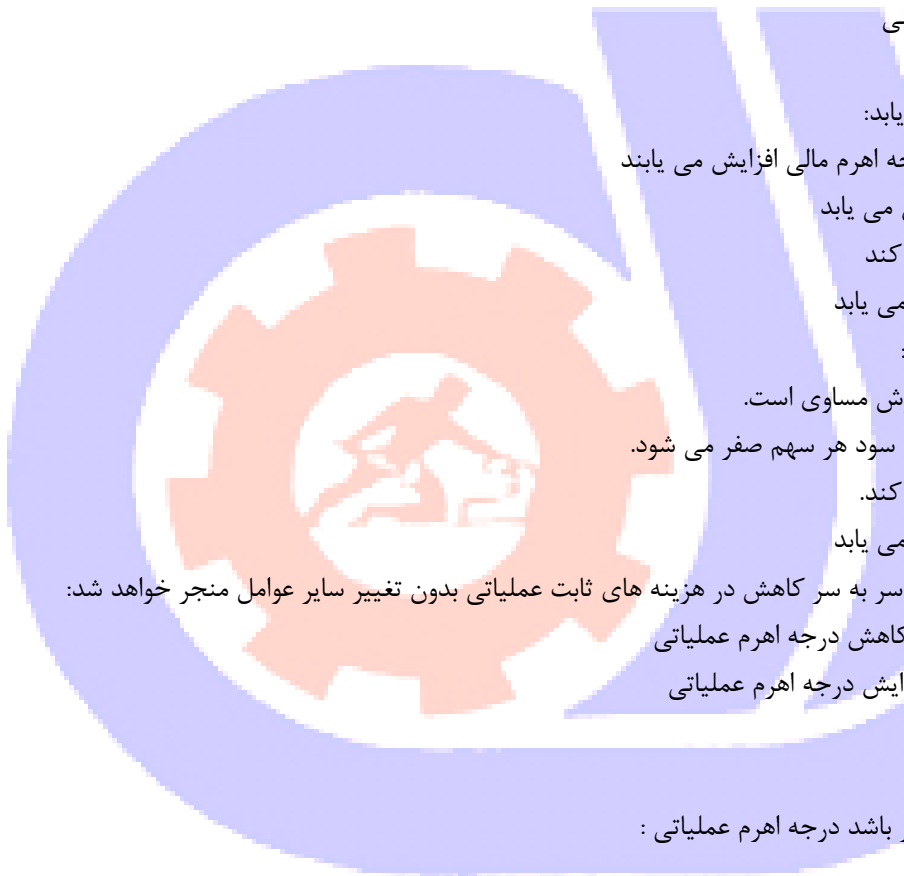 ی
یابد:
اهرم مالی افزایش می یابند
می یابد
کند
می یابد
:
مساوی است.
سود هر سهم صفر می شود.
کند.
می یابد
سر به سر کاهش در هزینه های ثابت عملیاتی بدون تغییر سایر عوامل منجر خواهد شد:
کاهش درجه اهرم عملیاتی
ایش درجه اهرم عملیاتی
باشد درجه اهرم عملیاتی :